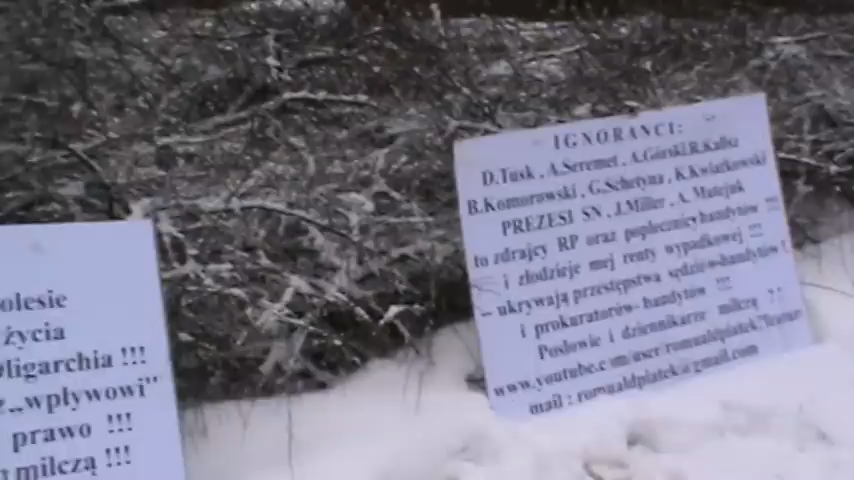 olesie
życia
ligarchia !!!
z „wpływowi”
prawo !!!
milczą !!!
IGNORANCI:
D.Tusk , A.Seremet , A.Górski,R.Kalisz
B.Komorowski , G.Schetyna , K.Kwiatkowski
PREZESI SN , J.Miller , A. Matejuk
to zdrajcy RP oraz poplecznicy bandytów !!!
i złodzieje mej renty wypadkowej !!!
- ukrywają przestępstwa sędziów-bandytów !
i prokuratorów- bandytów !!!
Posłowie i dziennikarze milczą ?!
www.youtube.com/user/romualdpiatek?feature
mail : romualdpiatek@gmail.com